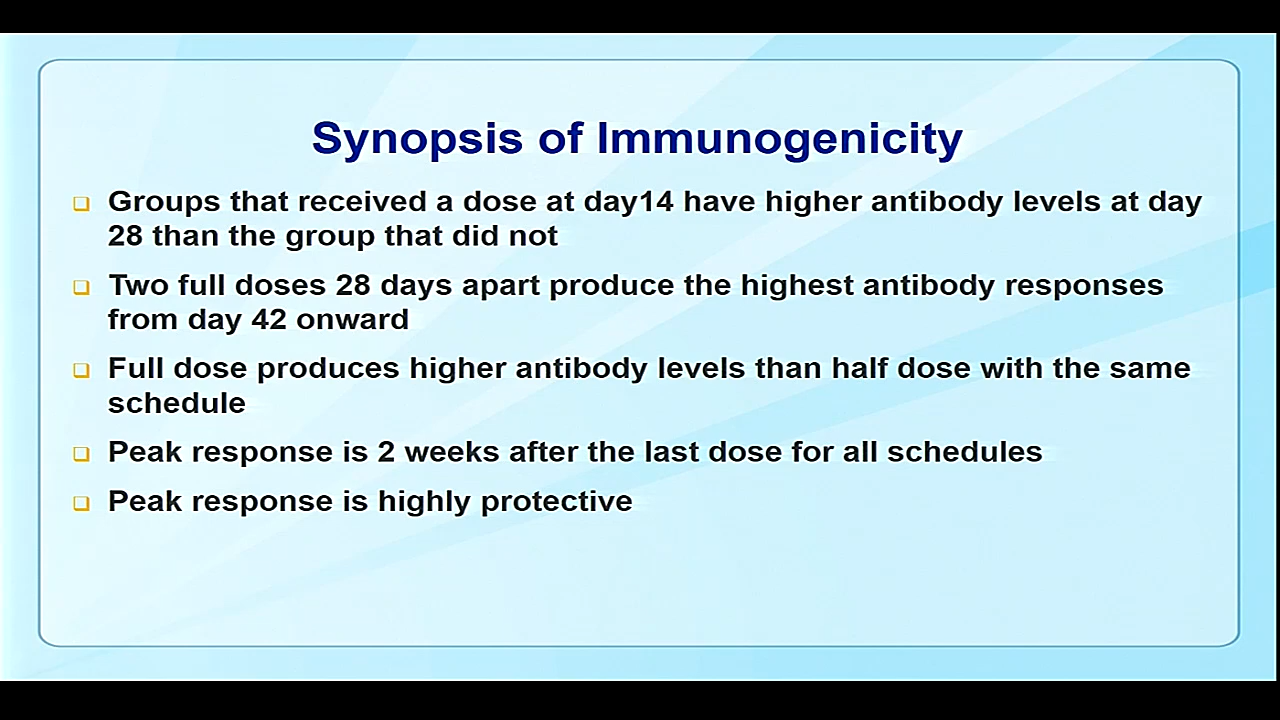 Synopsis of Immunogenicity
Groups that received a dose at day14 have higher antibody levels at day
28 than the group that did not
Two full doses 28 days apart produce the highest antibody responses
from day 42 onward
Full dose produces higher antibody levels than half dose with the same
schedule
Peak response is 2 weeks after the last dose for all schedules
Peak response is highly protective